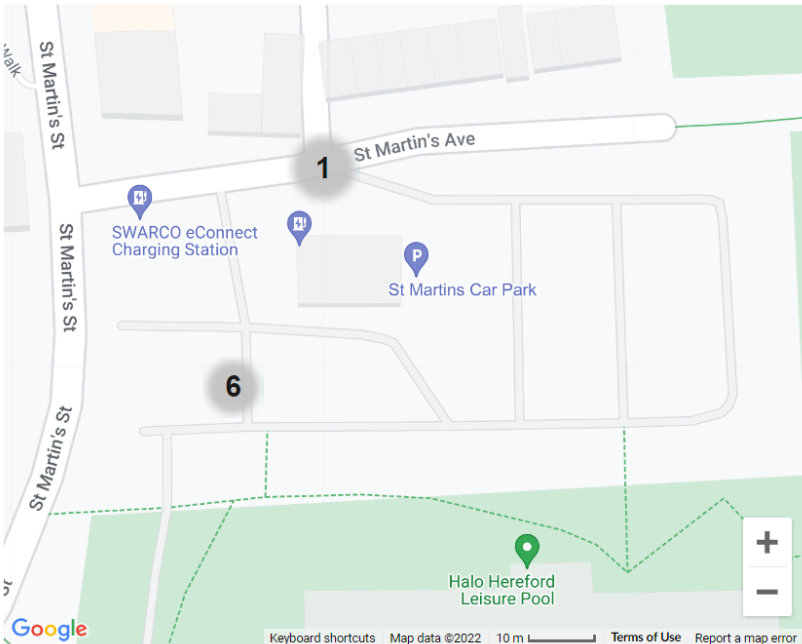 Walk
St Martin's St
1
St Martin's Ave
SWARCO eConnect
Charging Station
St Martin's St
P
St Martins Car Park
6
St Martin's St
St
Halo Hereford
Leisure Pool
+
−
Google
Keyboard shortcuts
Map data ©2022
10 m
Terms of Use
Report a map error